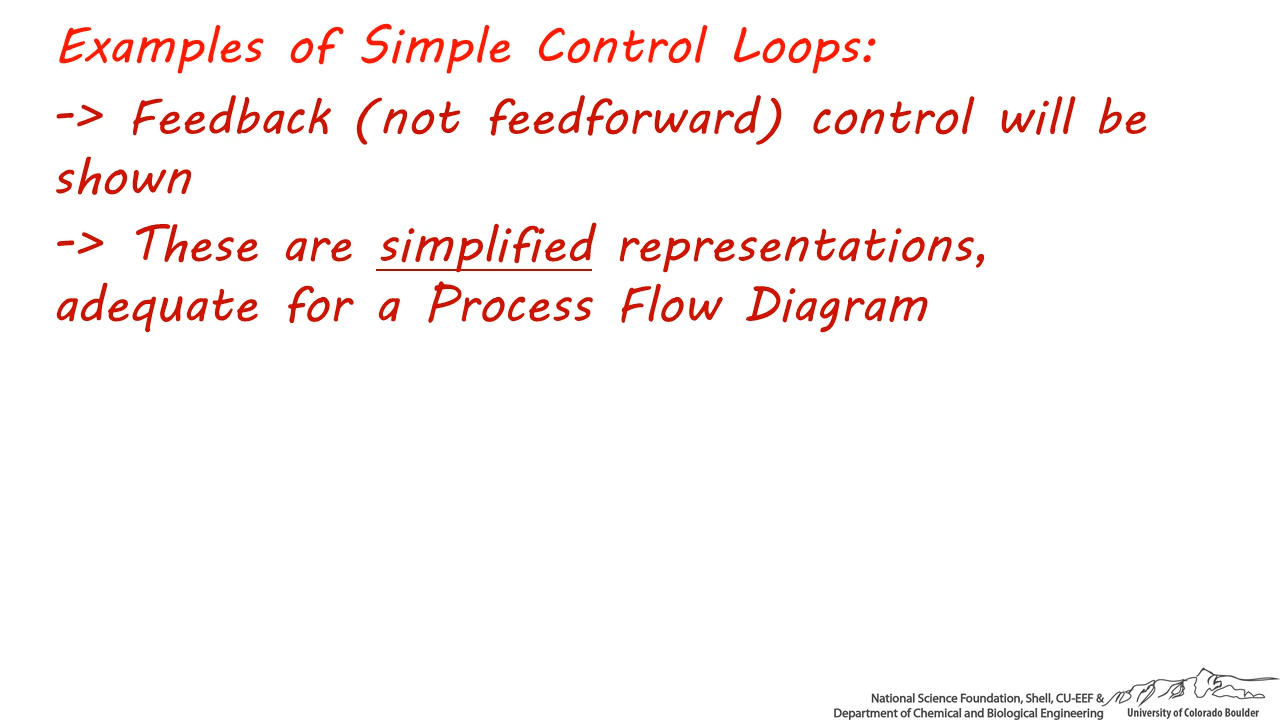 Examples of Simple Control Loops:
-> Feedback (not feedforward) control will be
shown
-> These are simplified representations,
adequate for a Process Flow Diagram
National Science Foundation, Shell, CU-EEF &
Department of Chemical and Biological Engineering
University of Colorado Boulder